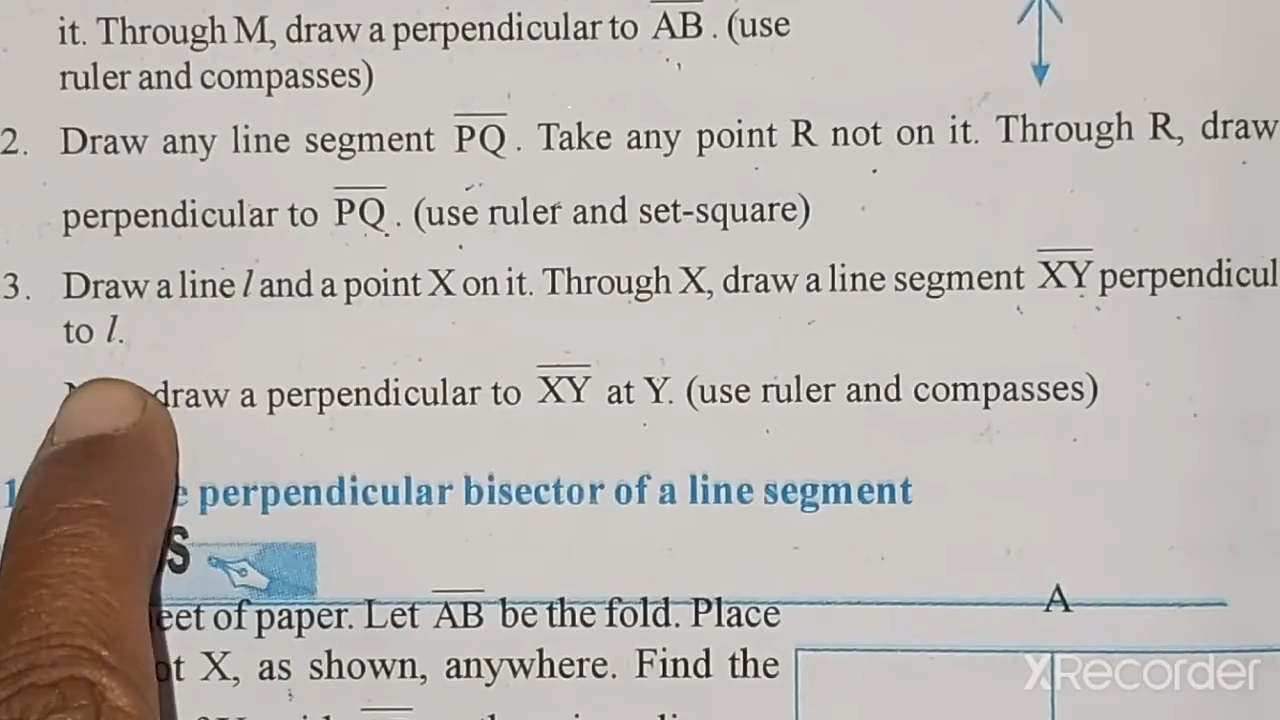 it. Through M, draw a perpendicular to AB. (use
ruler and compasses)
2. Draw any line segment PQ. Take any point R not on it. Through R, draw
perpendicular to PQ. (use ruler and set-square)
3. Draw a line l and a point X on it. Through X, draw a line segment XY perpendicul
to l.
draw a perpendicular to XY at Y. (use ruler and compasses)
perpendicular bisector of a line segment
S
eet of paper. Let AB be the fold. Place
A
X, as shown, anywhere. Find the
XRecorder